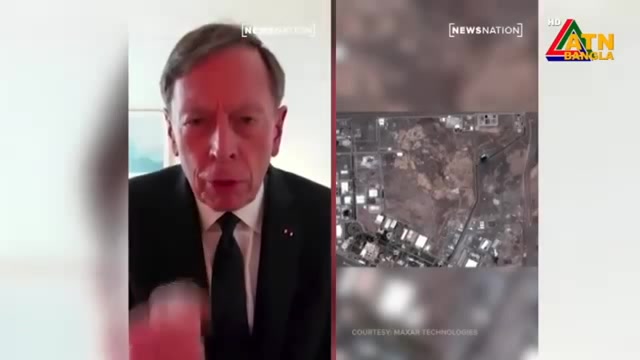 [NEWSNATION]
[NEWSNATION]
HD
ATN
BANGLA
COURTESY: MAXAR TECHNOLOGIES